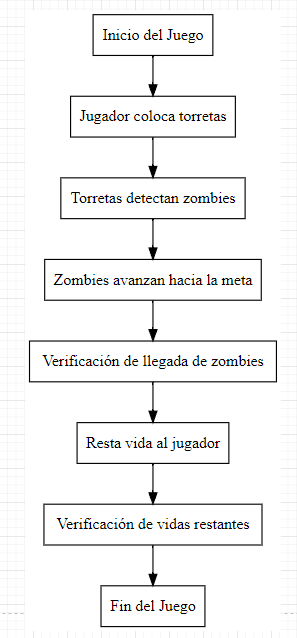 Inicio del Juego
Jugador coloca torretas
Torretas detectan zombies
Zombies avanzan hacia la meta
Verificación de llegada de zombies
Resta vida al jugador
Verificación de vidas restantes
Fin del Juego